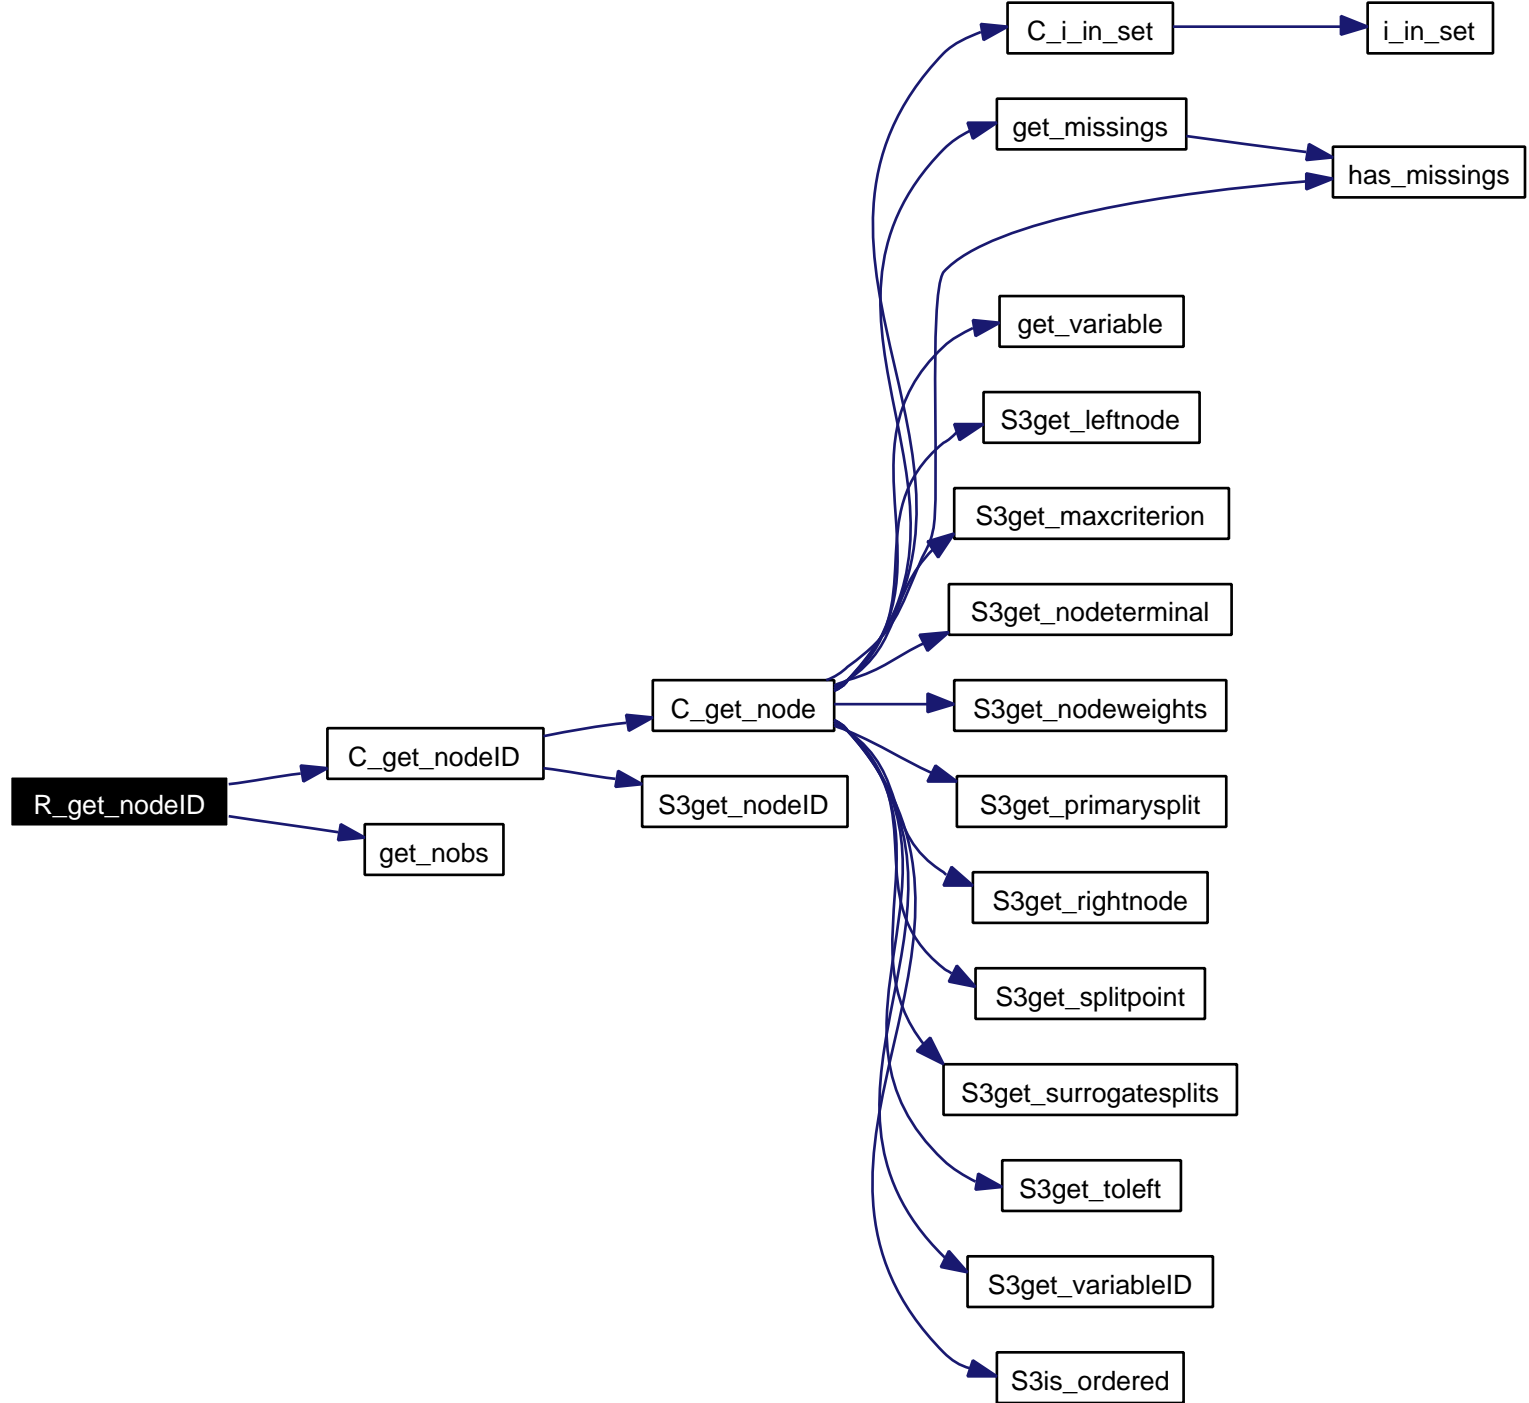 C_i_in_set
i_in_set
get_missings
has_missings
get_variable
S3get_leftnode
S3get_maxcriterion
S3get_nodeterminal
C_get_node
S3get_nodeweights
C_get_nodeID
R_get_nodeID
S3get_nodeID
S3get_primarysplit
get_nobs
S3get_rightnode
S3get_splitpoint
S3get_surrogatesplits
S3get_toleft
S3get_variableID
S3is_ordered